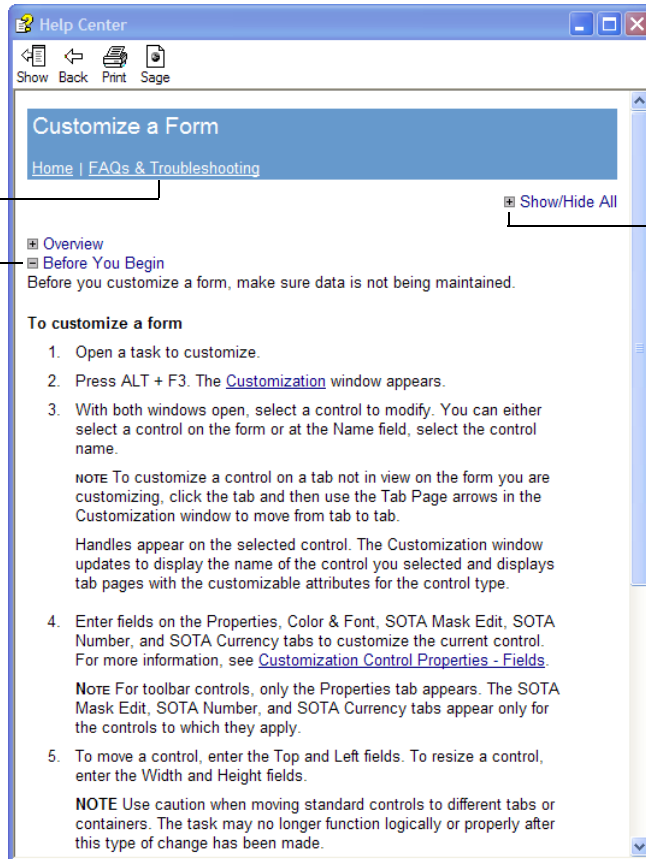 Help Center
Show Back Print Sage
Customize a Form
Home | FAQs & Troubleshooting
Show/Hide All
Overview
Before You Begin
Before you customize a form, make sure data is not being maintained.
To customize a form
1. Open a task to customize.
2. Press ALT + F3. The Customization window appears.
3. With both windows open, select a control to modify. You can either
select a control on the form or at the Name field, select the control
name.
NOTE To customize a control on a tab not in view on the form you are
customizing, click the tab and then use the Tab Page arrows in the
Customization window to move from tab to tab.
Handles appear on the selected control. The Customization window
updates to display the name of the control you selected and displays
tab pages with the customizable attributes for the control type.
4. Enter fields on the Properties, Color & Font, SOTA Mask Edit, SOTA
Number, and SOTA Currency tabs to customize the current control.
For more information, see Customization Control Properties - Fields.
NOTE For toolbar controls, only the Properties tab appears. The SOTA
Mask Edit, SOTA Number, and SOTA Currency tabs appear only for
the controls to which they apply.
5. To move a control, enter the Top and Left fields. To resize a control,
enter the Width and Height fields.
NOTE Use caution when moving standard controls to different tabs or
containers. The task may no longer function logically or properly after
this type of change has been made.